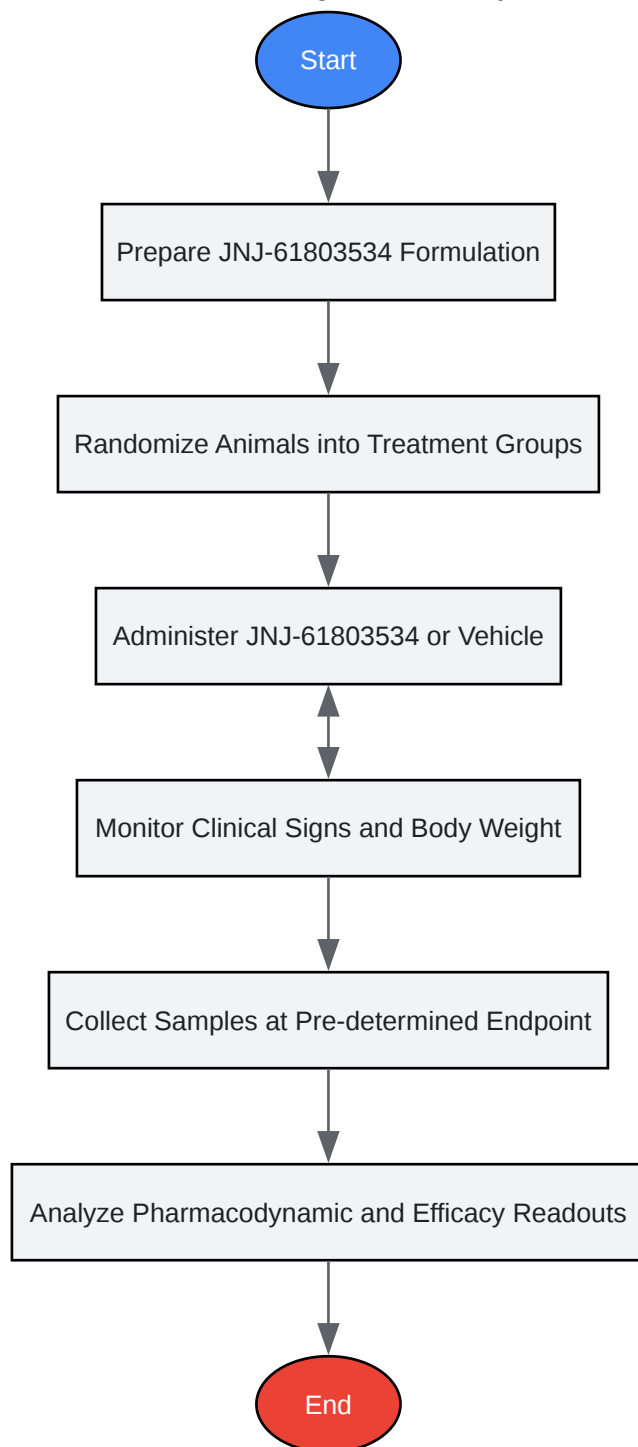 Start
Prepare JNJ-61803534 Formulation
Randomize Animals into Treatment Groups
Administer JNJ-61803534 or Vehicle
Monitor Clinical Signs and Body Weight
Collect Samples at Pre-determined Endpoint
Analyze Pharmacodynamic and Efficacy Readouts
End